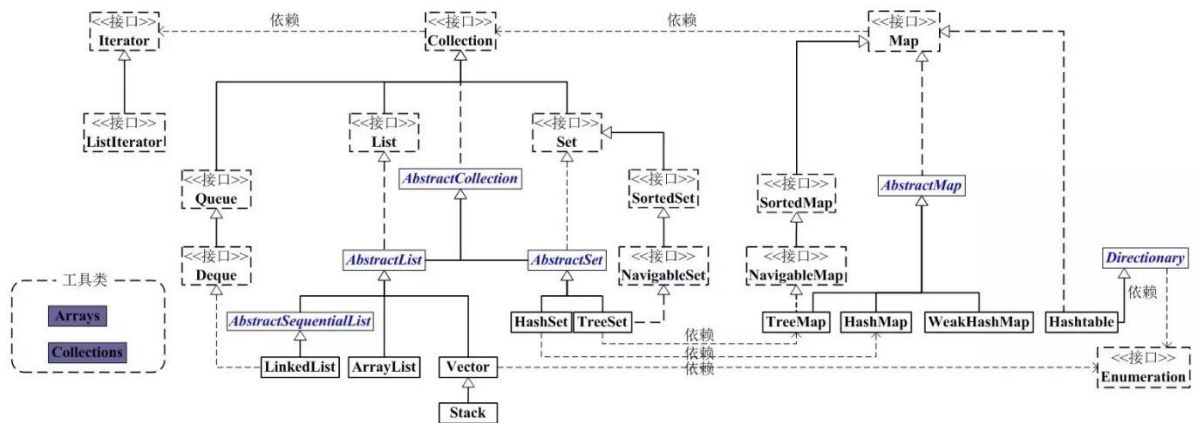 <<接口>>
Iterator
依赖
<<接口>>
Collection
依赖
<<接口>>
Map
<<接口>>
ListIterator
<<接口>>
List
<<接口>>
Set
<<接口>>
Queue
AbstractCollection
<<接口>>
SortedSet
<<接口>>
SortedMap
AbstractMap
<<接口>>
Deque
AbstractList
AbstractSet
<<接口>>
NavigableSet
<<接口>>
NavigableMap
Directionary
依赖
工具类
Arrays
Collections
AbstractSequentialList
HashSet
TreeSet
TreeMap
HashMap
WeakHashMap
Hashtable
依赖
依赖
依赖
LinkedList
ArrayList
Vector
<<接口>>
Enumeration
Stack